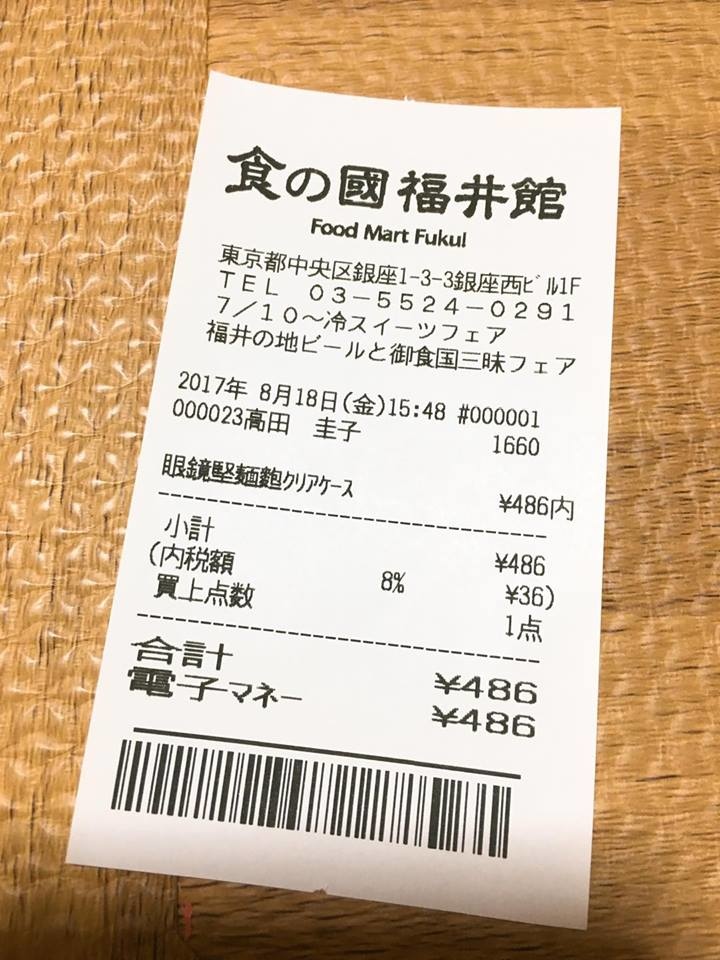 食の國 福井館
Food Mart Fukui
東京都中央区銀座1-3-3銀座西ビル1F
ＴＥＬ ０３－５５２４－０２９１
７／１０～冷スイーツフェア
福井の地ビールと御食国三昧フェア
2017年 8月18日(金)15:48 #000001
000023高田 圭子 1660
眼鏡堅麺麭クリアケース ¥486内
小計 ¥486
(内税額 8% ¥36)
買上点数 1点
合計 ¥486
電子マネー ¥486